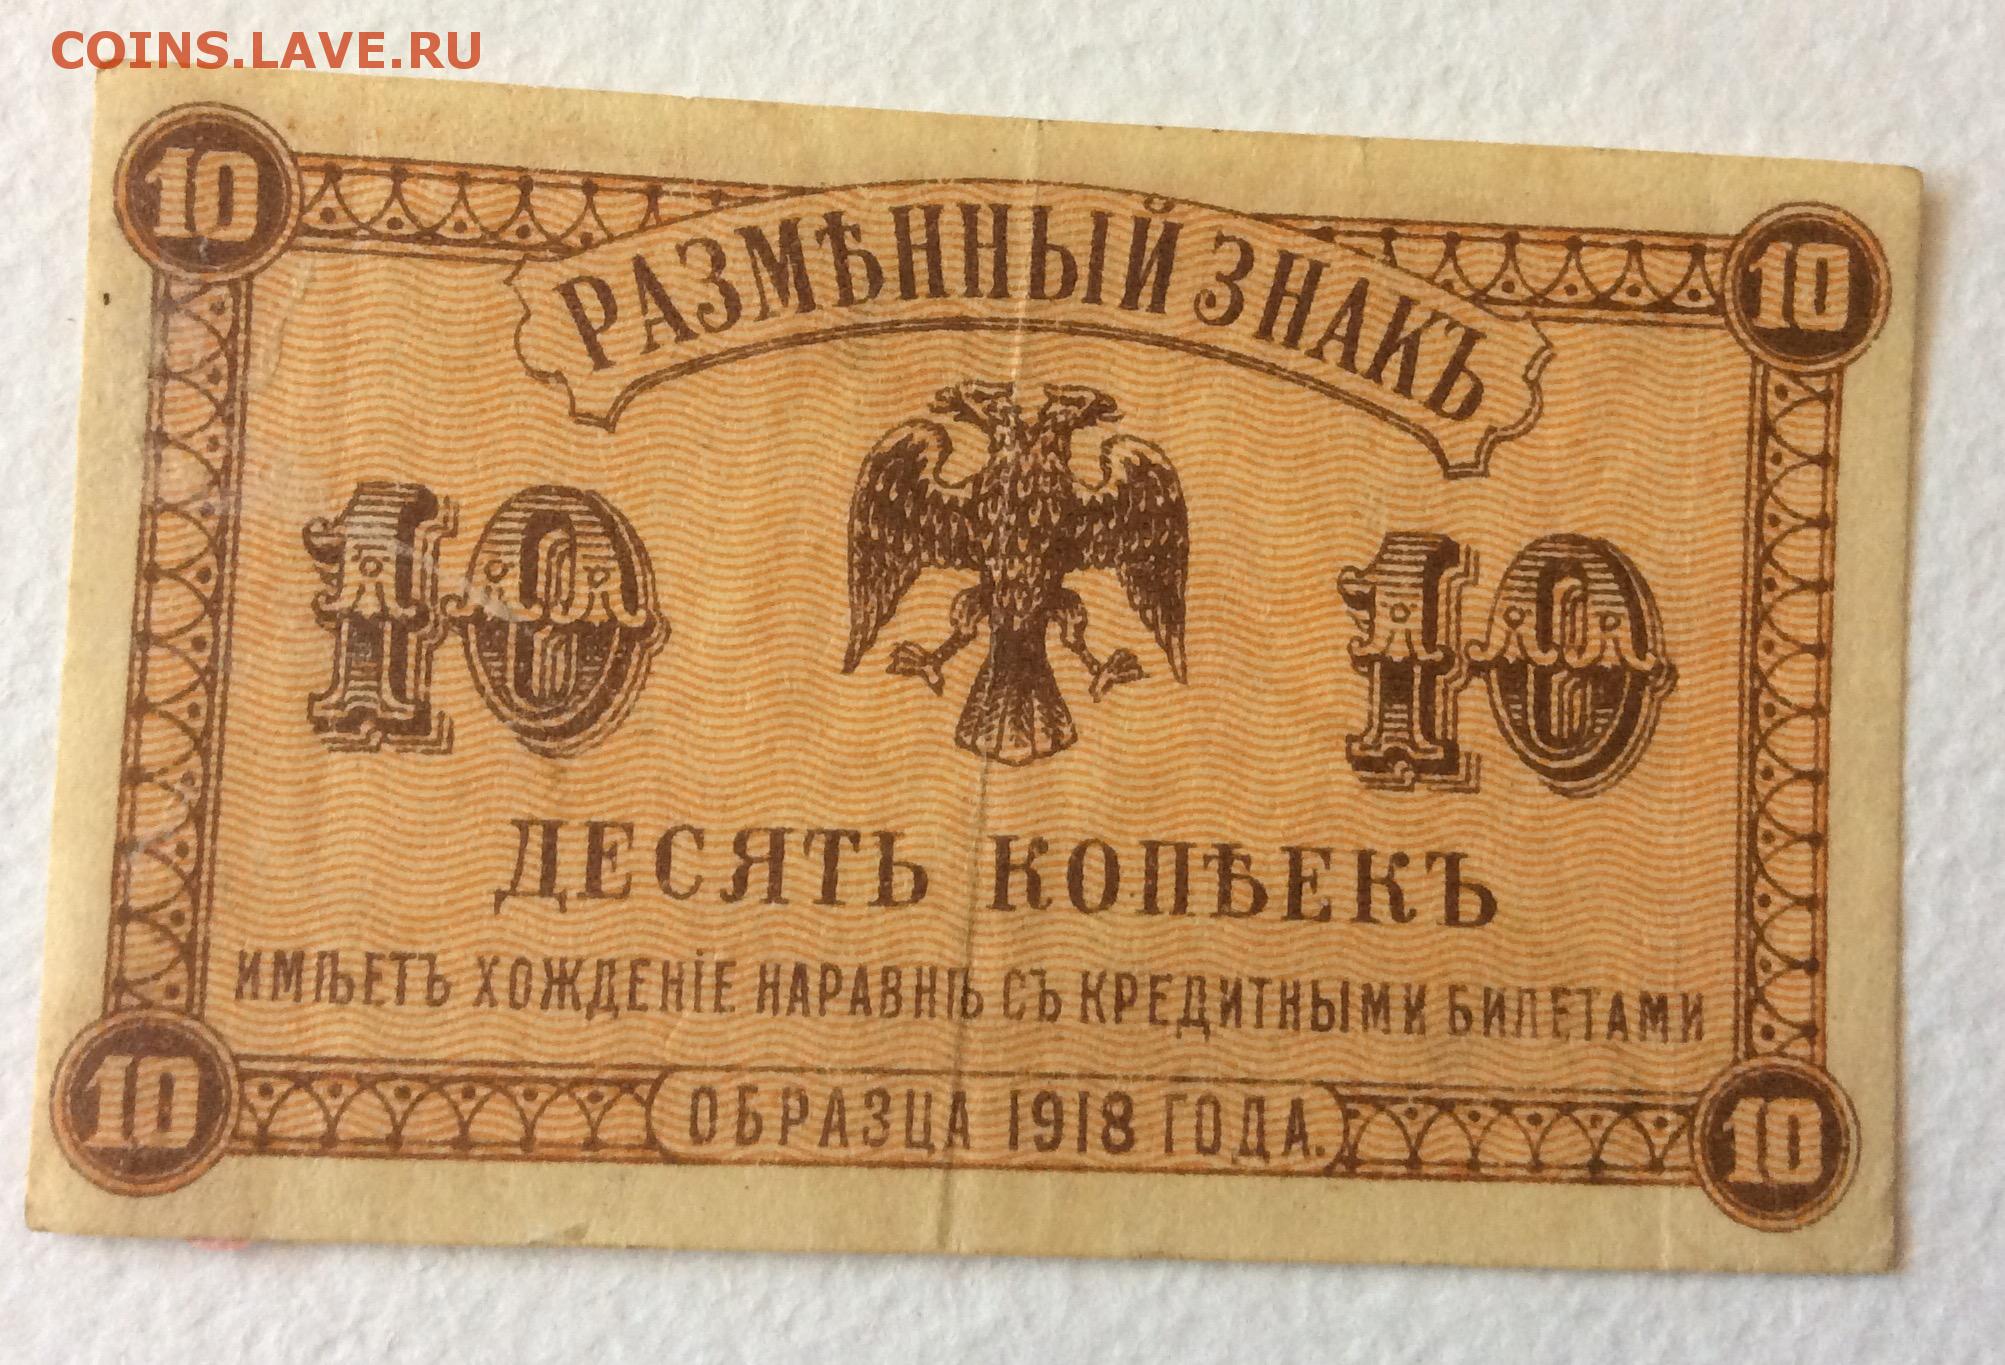 COINS.LAVE.RU
10 10
РАЗМѢННЫЙ ЗНАКЪ
10 10
ДЕСЯТЬ КОПѢЕКЪ
ИМѢЕТЪ ХОЖДЕНІЕ НАРАВНѢ СЪ КРЕДИТНЫМИ БИЛЕТАМИ
10 ОБРАЗЦА 1918 ГОДА. 10